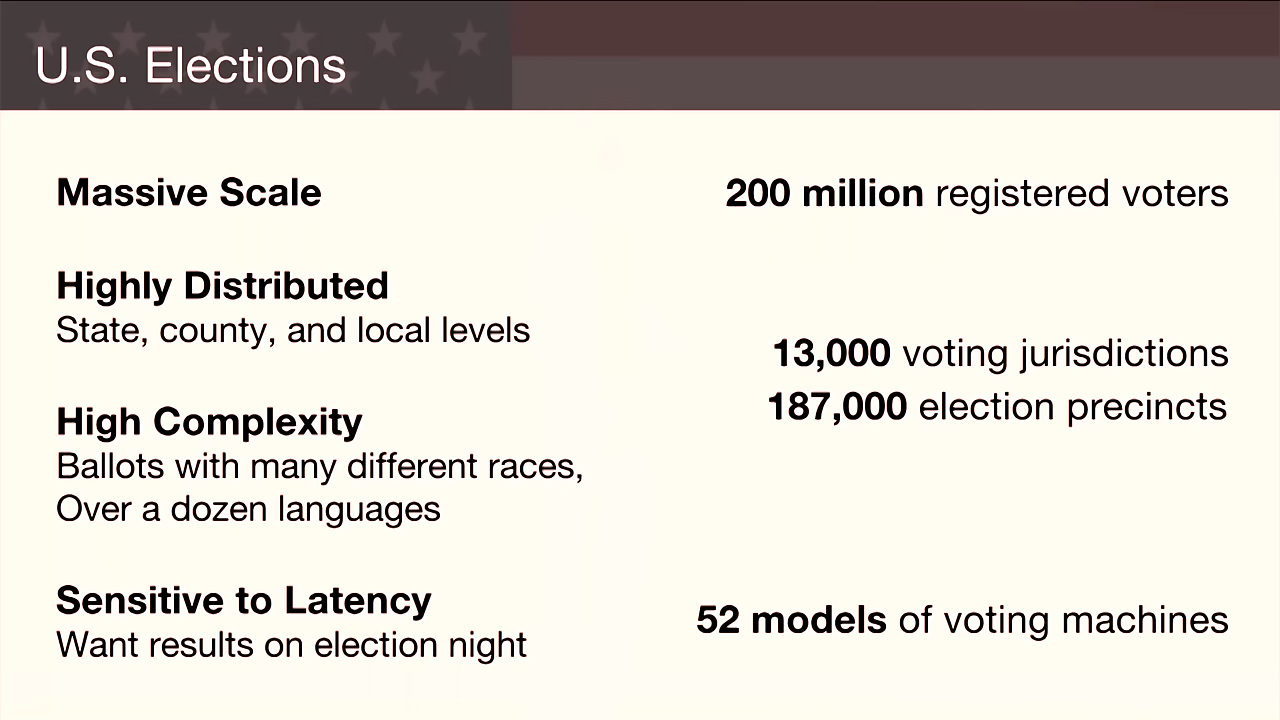 U.S. Elections
Massive Scale
200 million registered voters
Highly Distributed
State, county, and local levels
13,000 voting jurisdictions
187,000 election precincts
High Complexity
Ballots with many different races,
Over a dozen languages
Sensitive to Latency
Want results on election night
52 models of voting machines